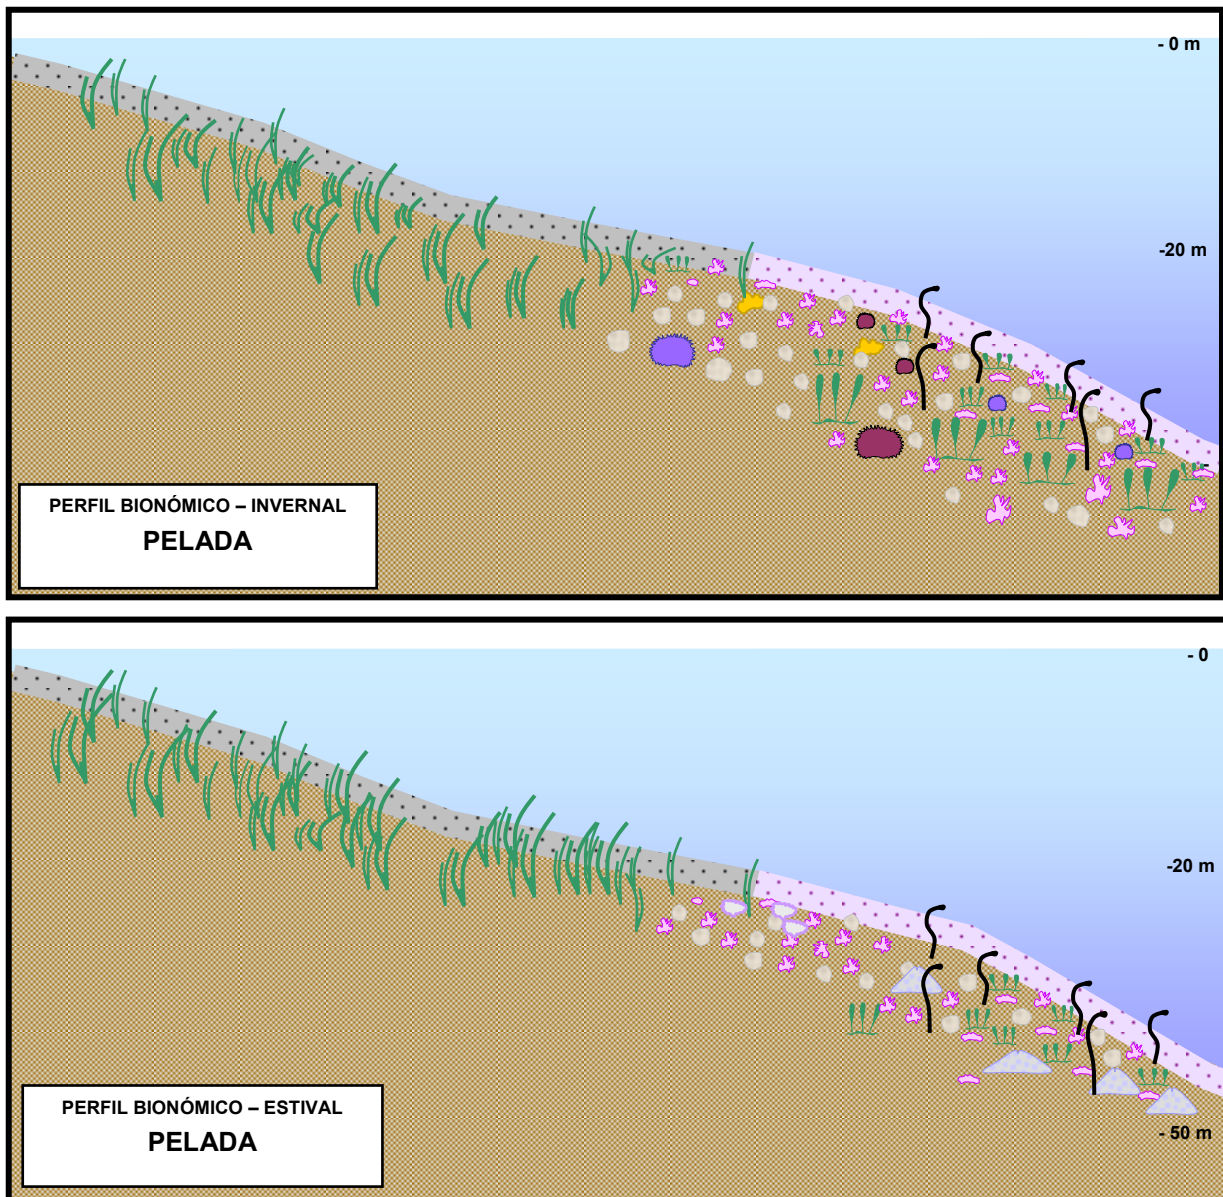 - 0 m
-20 m
-
PERFIL BIONÓMICO – INVERNAL
PELADA
- 0
-20 m
PERFIL BIONÓMICO – ESTIVAL
PELADA
- 50 m